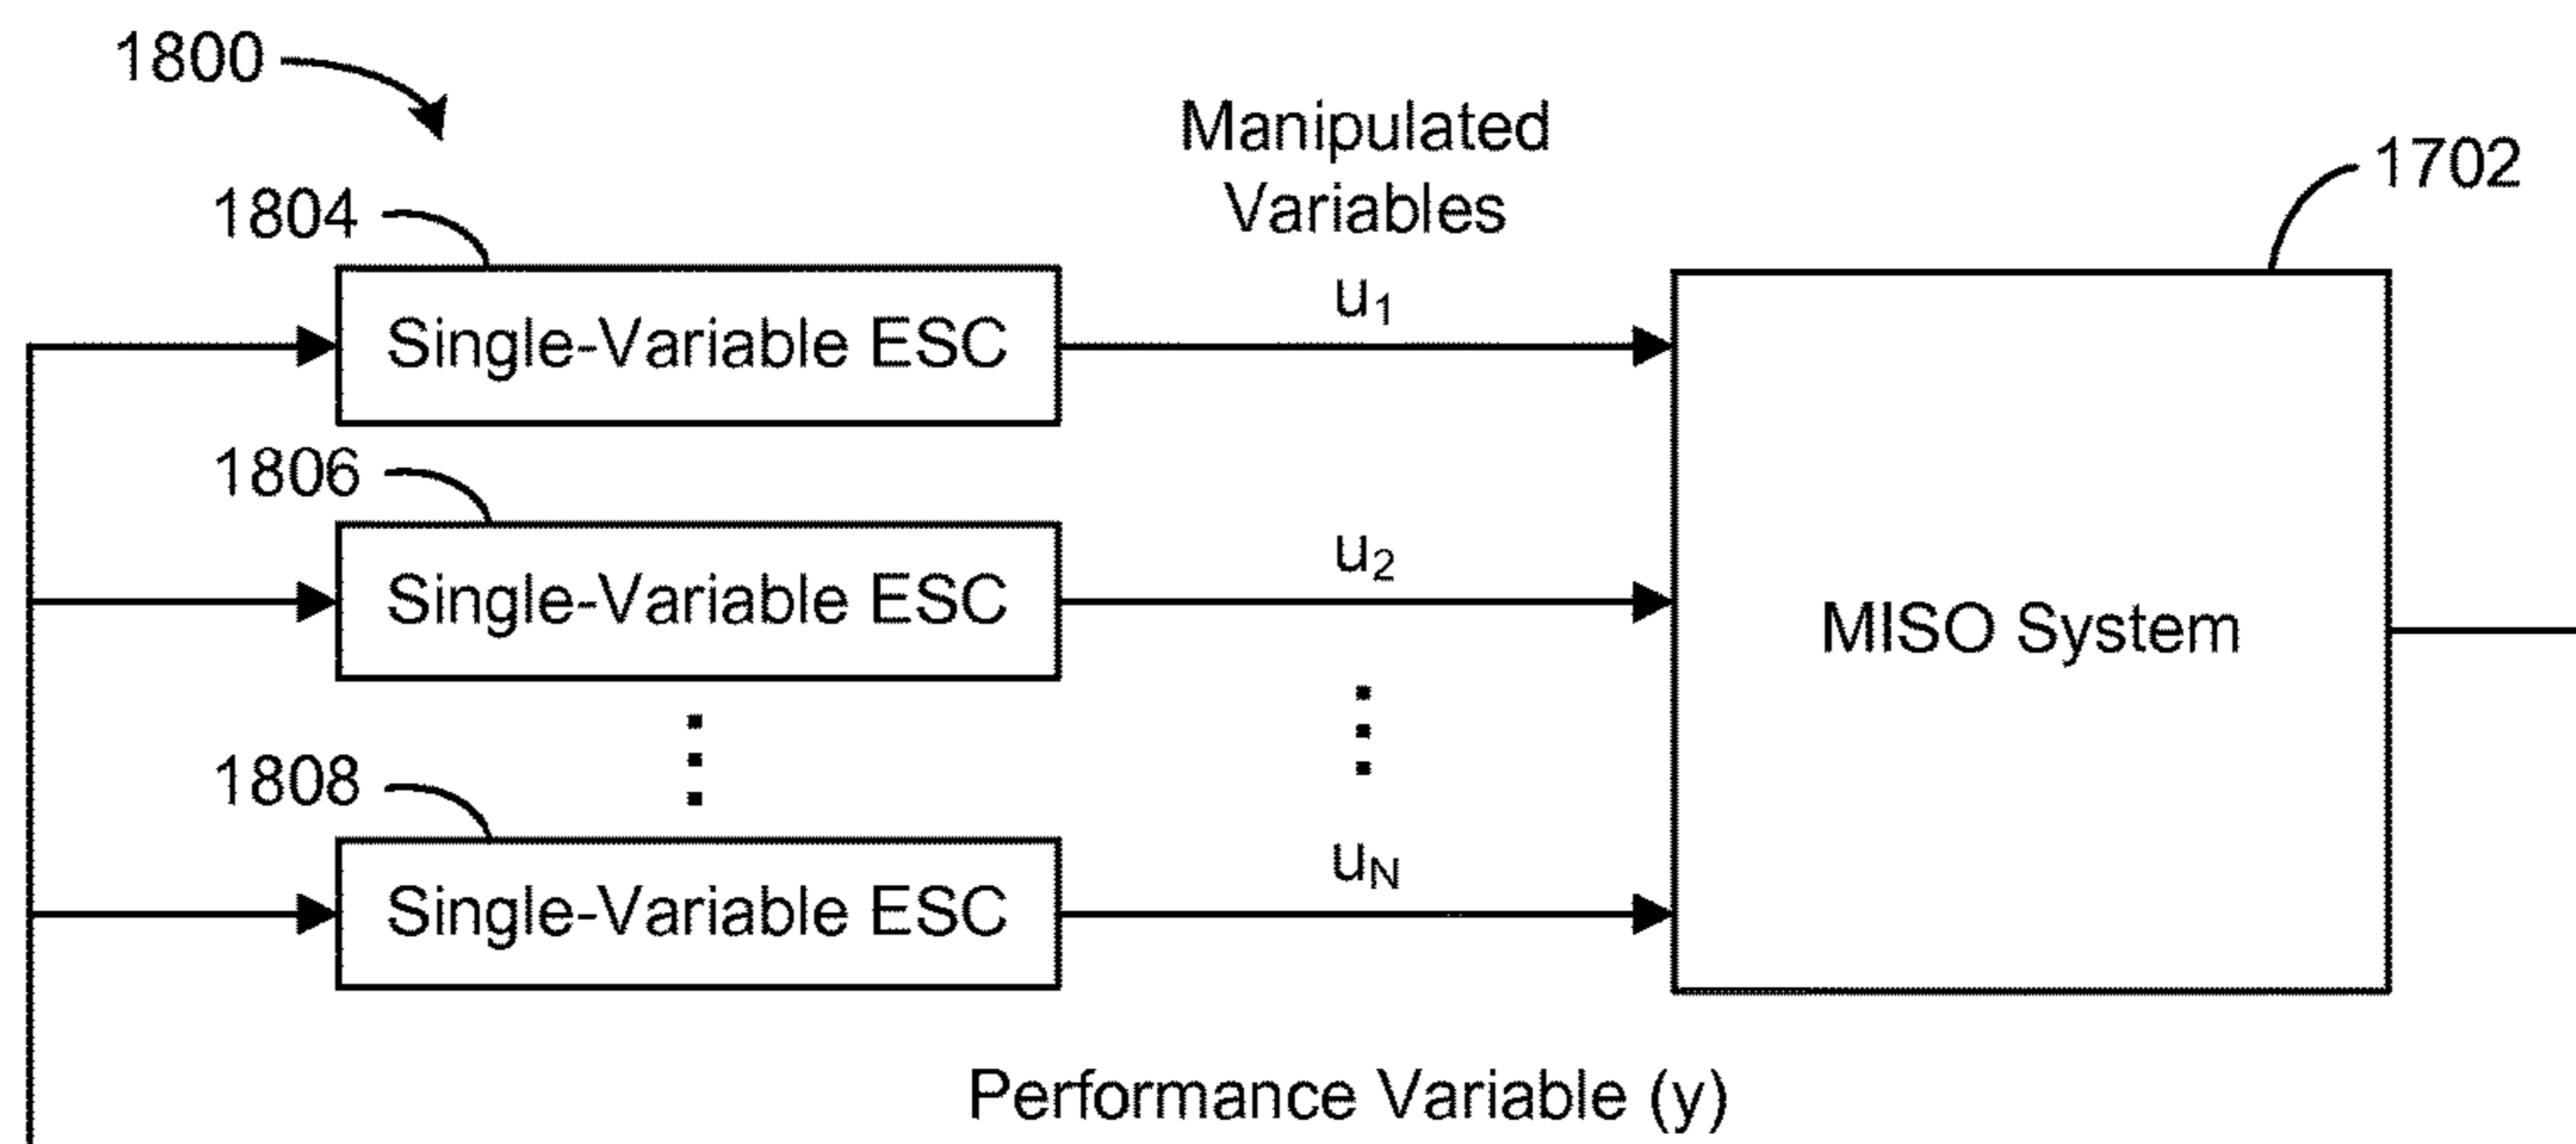 1800
Manipulated
Variables
1702
1804
u₁
Single-Variable ESC
1806
u₂
Single-Variable ESC
MISO System
1808
u_N
Single-Variable ESC
Performance Variable (y)